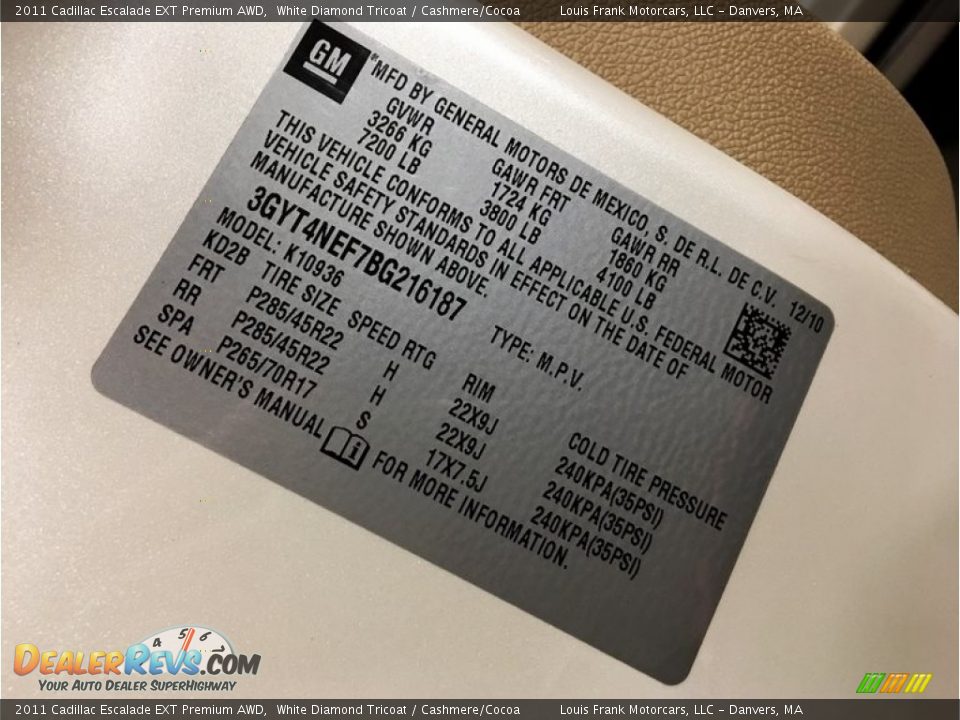 2011 Cadillac Escalade EXT Premium AWD, White Diamond Tricoat / Cashmere/Cocoa Louis Frank Motorcars, LLC – Danvers, MA
GM
MFD BY GENERAL MOTORS DE MEXICO, S. DE R.L. DE C.V. 12/10
GVWR GAWR FRT GAWR RR
3266 KG 1724 KG 1860 KG
7200 LB 3800 LB 4100 LB
THIS VEHICLE CONFORMS TO ALL APPLICABLE U.S. FEDERAL MOTOR
VEHICLE SAFETY STANDARDS IN EFFECT ON THE DATE OF
MANUFACTURE SHOWN ABOVE.
3GYT4NEF7BG216187 TYPE: M.P.V.
MODEL: K10936
KD2B TIRE SIZE SPEED RTG RIM COLD TIRE PRESSURE
FRT P285/45R22 H 22X9J 240KPA(35PSI)
RR P285/45R22 H 22X9J 240KPA(35PSI)
SPA P265/70R17 S 17X7.5J 240KPA(35PSI)
SEE OWNER'S MANUAL FOR MORE INFORMATION.
4 5 6 7
DEALERREVS.COM
YOUR AUTO DEALER SUPERHIGHWAY
2011 Cadillac Escalade EXT Premium AWD, White Diamond Tricoat / Cashmere/Cocoa Louis Frank Motorcars, LLC – Danvers, MA